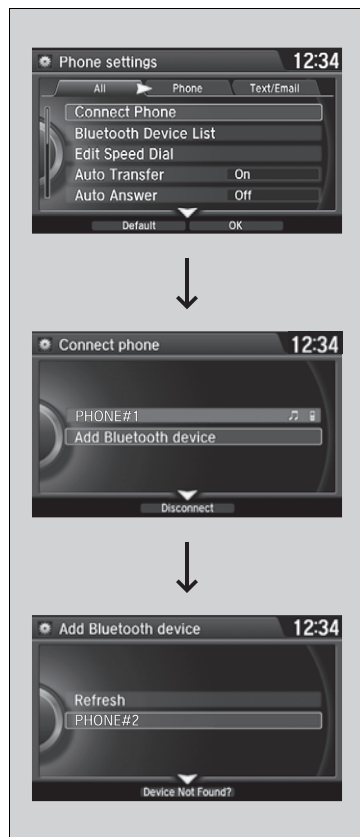 Phone settings 12:34
All Phone Text/Email
Connect Phone
Bluetooth Device List
Edit Speed Dial
Auto Transfer On
Auto Answer Off
Default OK
Connect phone 12:34
PHONE#1
Add Bluetooth device
Disconnect
Add Bluetooth device 12:34
Refresh
PHONE#2
Device Not Found?